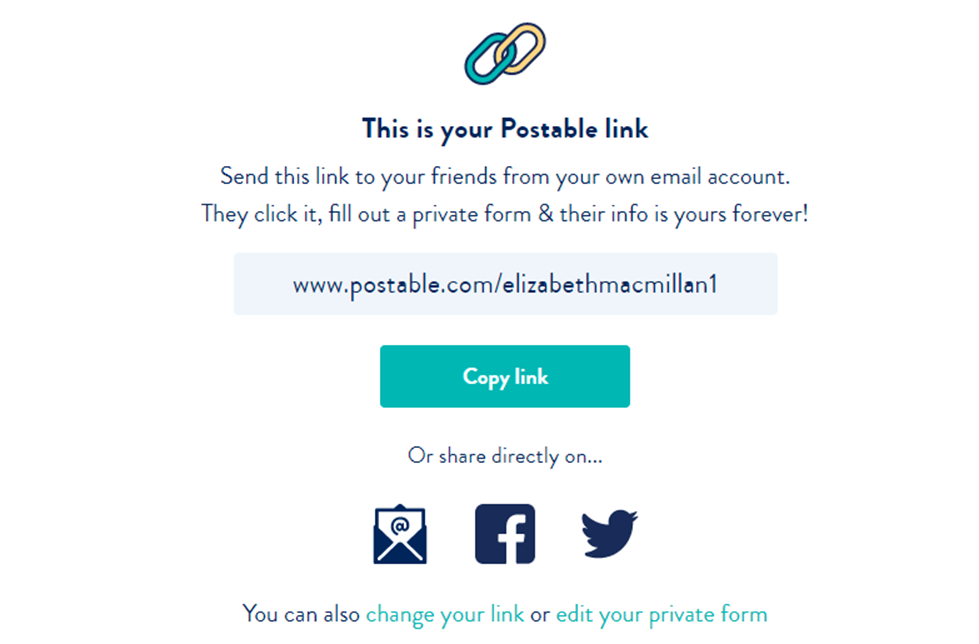 This is your Postable link
Send this link to your friends from your own email account.
They click it, fill out a private form & their info is yours forever!
www.postable.com/elizabethmacmillan1
Copy link
Or share directly on...
@
f
You can also change your link or edit your private form